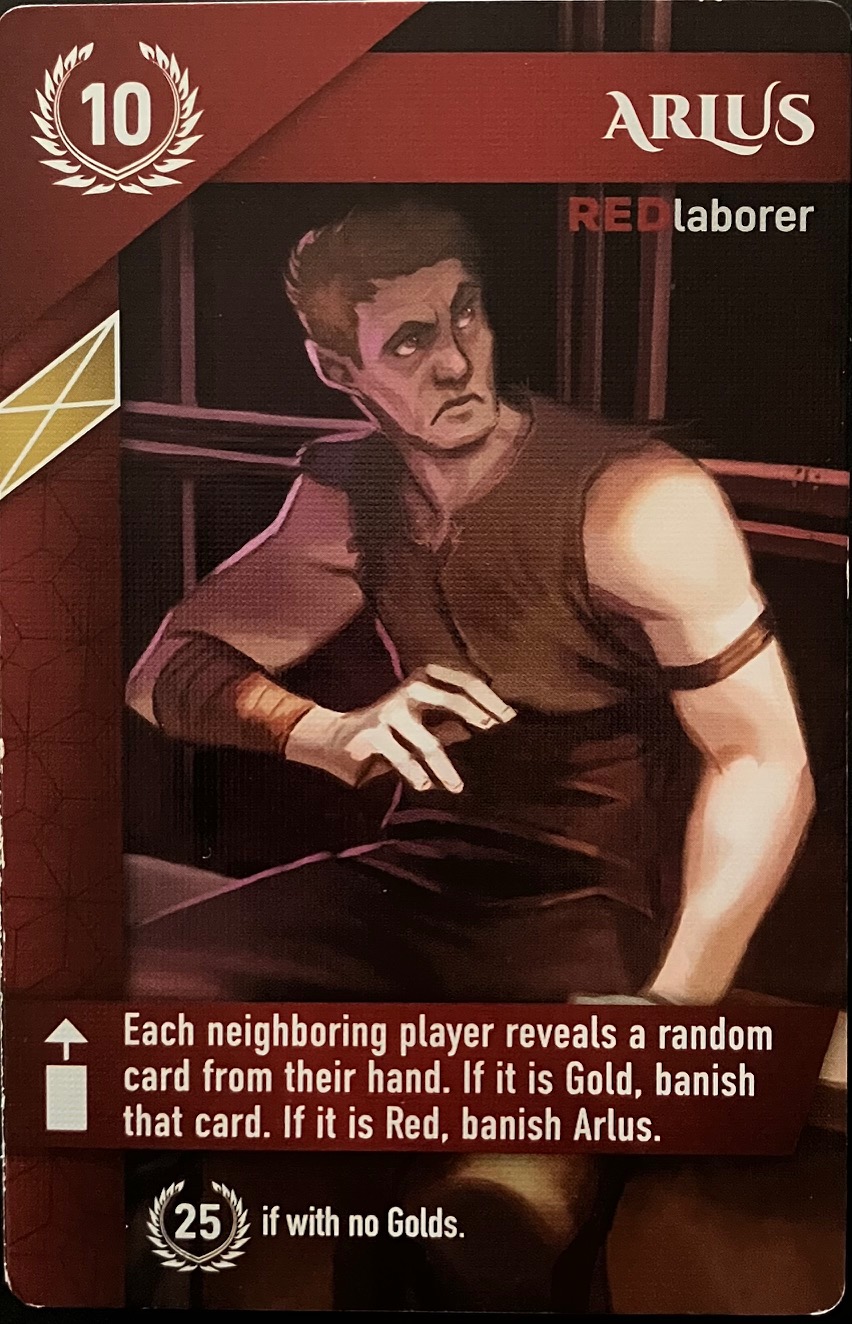 10
ARLUS
REDlaborer
Each neighboring player reveals a random
card from their hand. If it is Gold, banish
that card. If it is Red, banish Arlus.
25 if with no Golds.